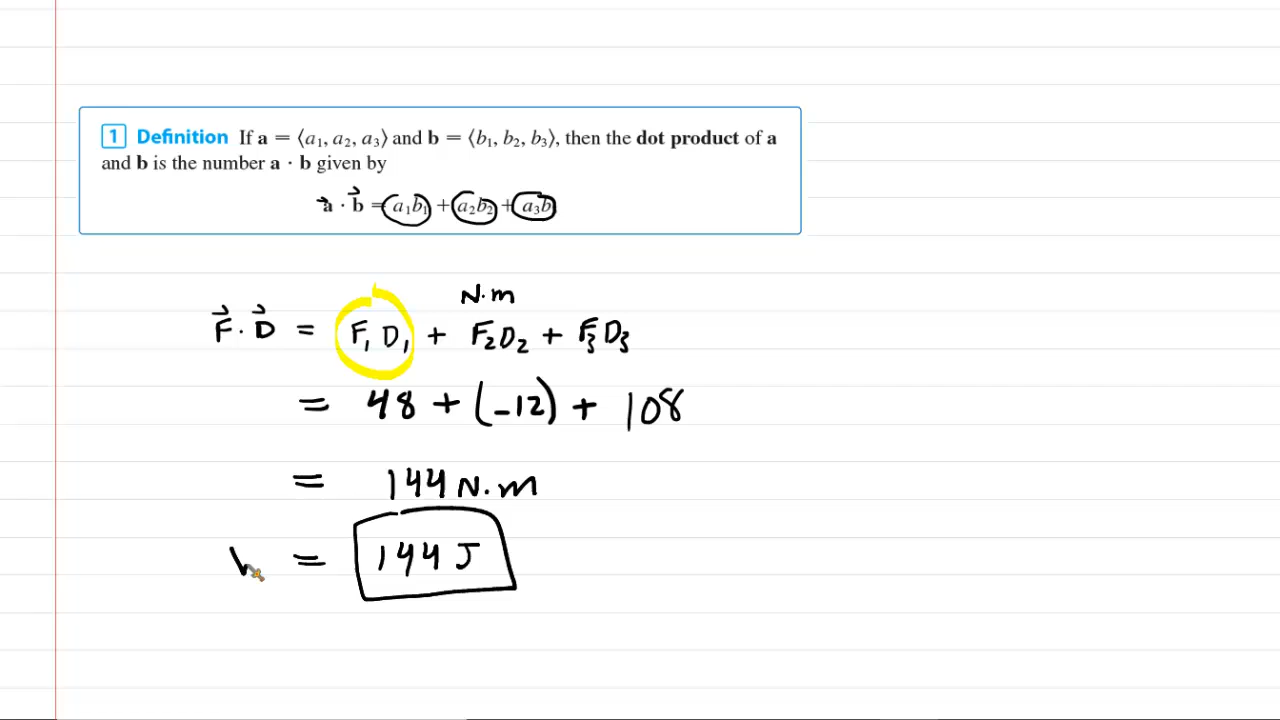 1 Definition If a = ⟨a₁, a₂, a₃⟩ and b = ⟨b₁, b₂, b₃⟩, then the dot product of a
and b is the number a · b given by
a · b⃗ = a₁b₁ + a₂b₂ + a₃b
N·m
F⃗ · D⃗ = F₁D₁ + F₂D₂ + F₃D₃
= 48 + (-12) + 108
= 144 N.m
= 144 J